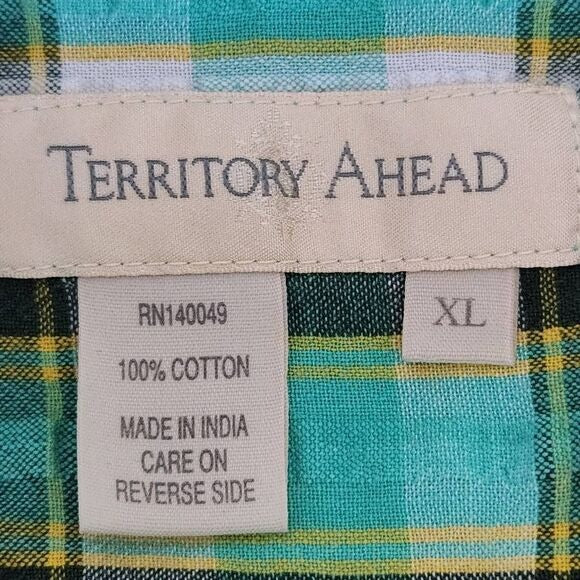 TERRITORY AHEAD
XL
RN140049
100% COTTON
MADE IN INDIA
CARE ON
REVERSE SIDE